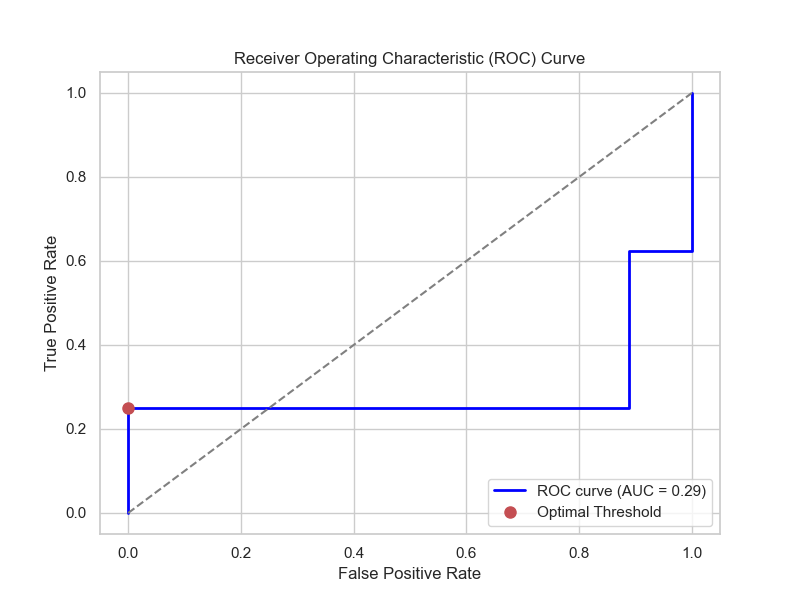 Receiver Operating Characteristic (ROC) Curve
True Positive Rate
1.0
0.8
0.6
0.4
0.2
0.0
0.0 0.2 0.4 0.6 0.8 1.0
False Positive Rate
ROC curve (AUC = 0.29)
Optimal Threshold